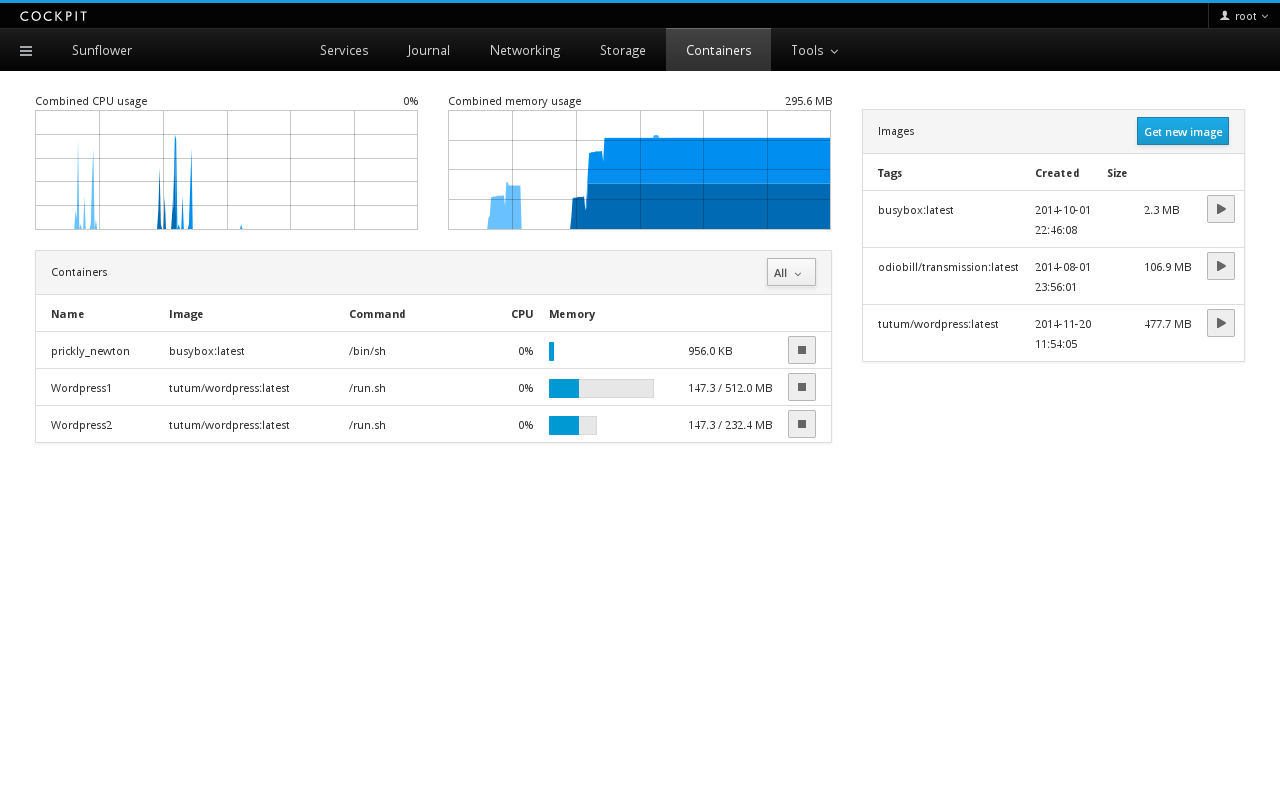 COCKPIT
root
Sunflower Services Journal Networking Storage Containers Tools
Combined CPU usage 0%
Combined memory usage 295.6 MB
Containers All
Name Image Command CPU Memory
prickly_newton busybox:latest /bin/sh 0% 956.0 KB
Wordpress1 tutum/wordpress:latest /run.sh 0% 147.3 / 512.0 MB
Wordpress2 tutum/wordpress:latest /run.sh 0% 147.3 / 232.4 MB
Images Get new image
Tags Created Size
busybox:latest 2014-10-01 2.3 MB
22:46:08
odiobill/transmission:latest 2014-08-01 106.9 MB
23:56:01
tutum/wordpress:latest 2014-11-20 477.7 MB
11:54:05